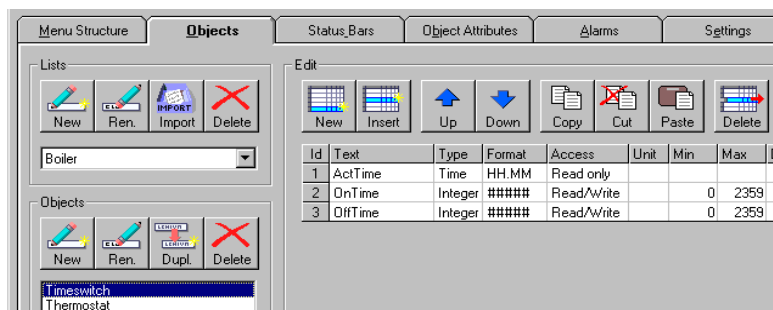 Menu Structure Objects Status Bars Object Attributes Alarms Settings
Lists
New Ren. Import Delete
Boiler
Objects
New Ren. Dupl. Delete
Timeswitch
Thermostat
Edit
New Insert Up Down Copy Cut Paste Delete
Id Text Type Format Access Unit Min Max
1 ActTime Time HH.MM Read only
2 OnTime Integer ##### Read/Write 0 2359
3 OffTime Integer ##### Read/Write 0 2359